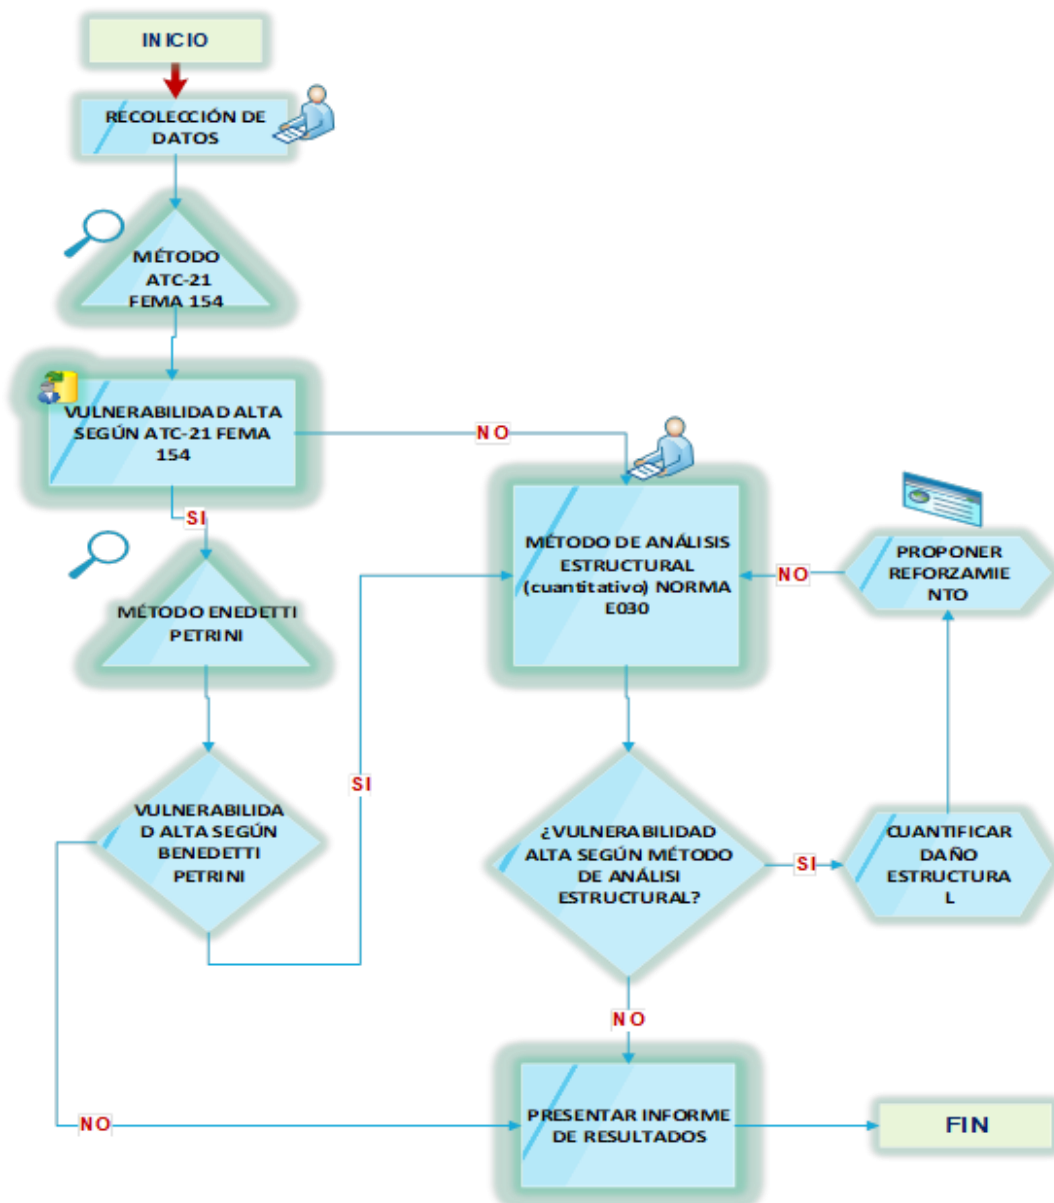 INICIO
RECOLECCIÓN DE
DATOS
MÉTODO
ATC-21
FEMA 154
VULNERABILIDAD ALTA
SEGÚN ATC-21 FEMA
154
NO
SI
MÉTODO ENEDETTI
PETRINI
MÉTODO DE ANÁLISIS
ESTRUCTURAL
(cuantitativo) NORMA
E030
NO
PROPONER
REFORZAMIE
NTO
SI
VULNERABILIDA
D ALTA SEGÚN
BENEDETTI
PETRINI
¿VULNERABILIDAD
ALTA SEGÚN MÉTODO
DE ANÁLISI
ESTRUCTURAL?
SI
CUANTIFICAR
DAÑO
ESTRUCTURA
L
NO
NO
PRESENTAR INFORME
DE RESULTADOS
FIN